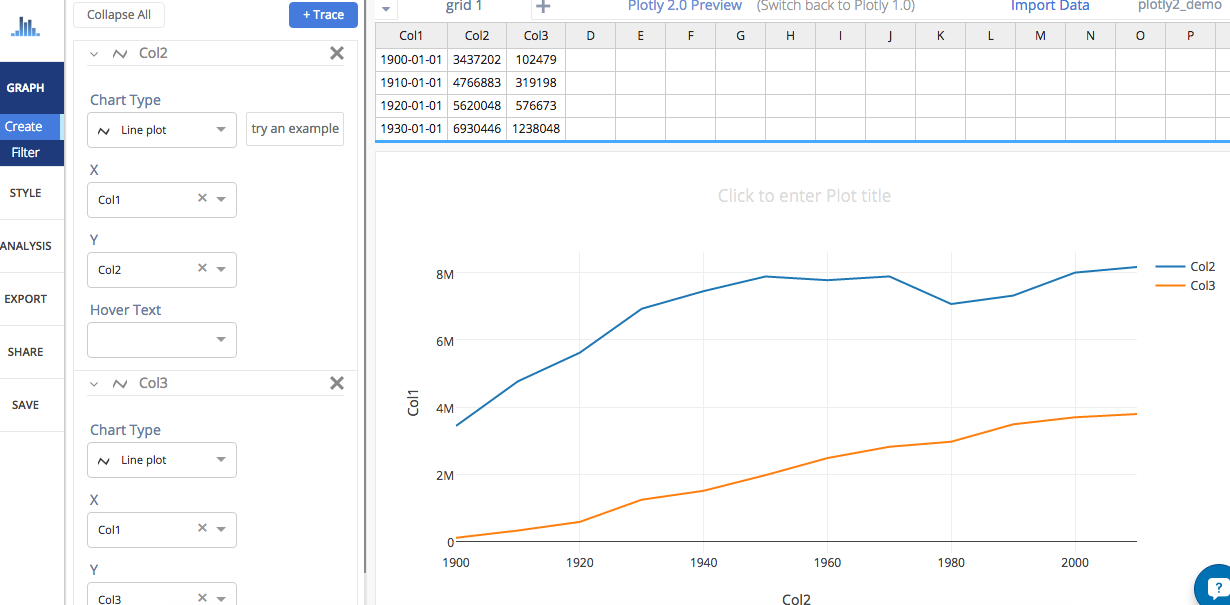 Collapse All
+ Trace
grid 1
+
Plotly 2.0 Preview
(Switch back to Plotly 1.0)
Import Data
plotly2_demo
GRAPH
Create
Filter
STYLE
ANALYSIS
EXPORT
SHARE
SAVE
Col2
Chart Type
Line plot
try an example
X
Col1
Y
Col2
Hover Text
Col3
Chart Type
Line plot
X
Col1
Y
Col3
Col1 Col2 Col3 D E F G H I J K L M N O P
1900-01-01 3437202 102479
1910-01-01 4766883 319198
1920-01-01 5620048 576673
1930-01-01 6930446 1238048
Click to enter Plot title
8M
6M
4M
2M
0
Col1
1900 1920 1940 1960 1980 2000
Col2
Col2
Col3
?